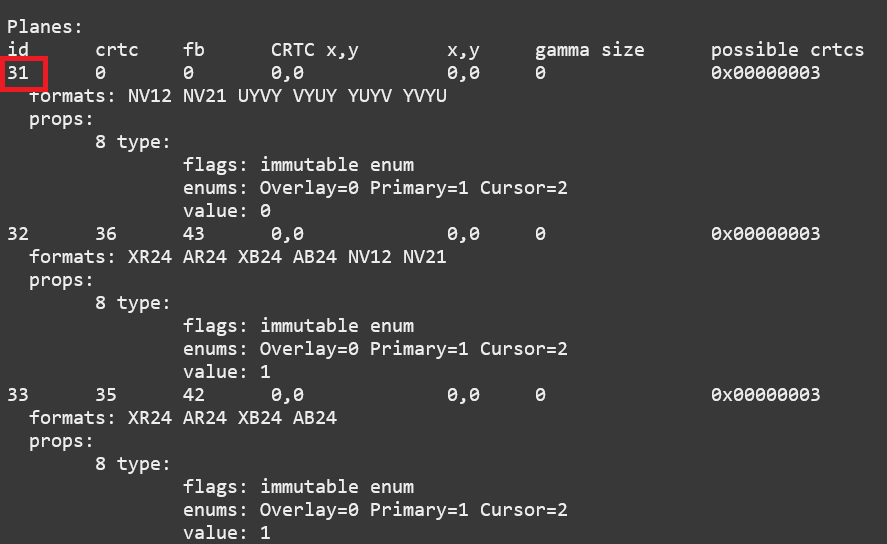 Planes:
id crtc fb CRTC x,y x,y gamma size possible crtcs
31 0 0 0,0 0,0 0 0x00000003
formats: NV12 NV21 UYVY VYUY YUYV YVYU
props:
8 type:
flags: immutable enum
enums: Overlay=0 Primary=1 Cursor=2
value: 0
32 36 43 0,0 0,0 0 0x00000003
formats: XR24 AR24 XB24 AB24 NV12 NV21
props:
8 type:
flags: immutable enum
enums: Overlay=0 Primary=1 Cursor=2
value: 1
33 35 42 0,0 0,0 0 0x00000003
formats: XR24 AR24 XB24 AB24
props:
8 type:
flags: immutable enum
enums: Overlay=0 Primary=1 Cursor=2
value: 1